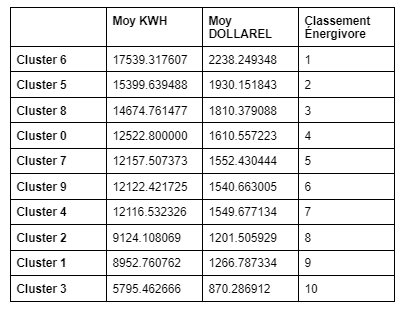 Moy KWH Moy DOLLAREL Classement Énergivore
Cluster 6 17539.317607 2238.249348 1
Cluster 5 15399.639488 1930.151843 2
Cluster 8 14674.761477 1810.379088 3
Cluster 0 12522.800000 1610.557223 4
Cluster 7 12157.507373 1552.430444 5
Cluster 9 12122.421725 1540.663005 6
Cluster 4 12116.532326 1549.677134 7
Cluster 2 9124.108069 1201.505929 8
Cluster 1 8952.760762 1266.787334 9
Cluster 3 5795.462666 870.286912 10